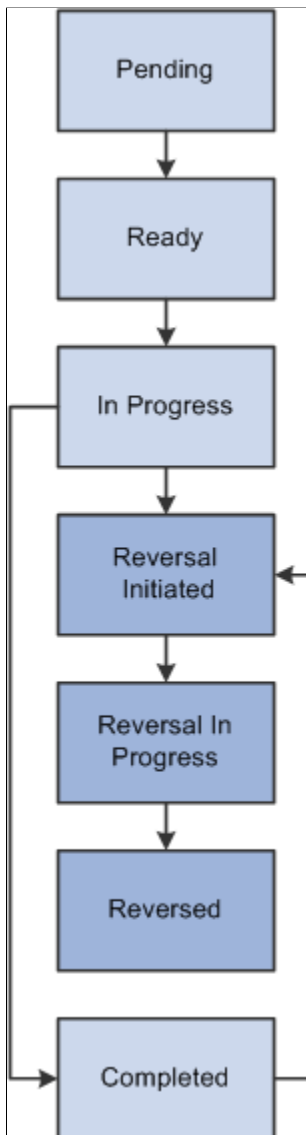 Pending
Ready
In Progress
Reversal
Initiated
Reversal In
Progress
Reversed
Completed